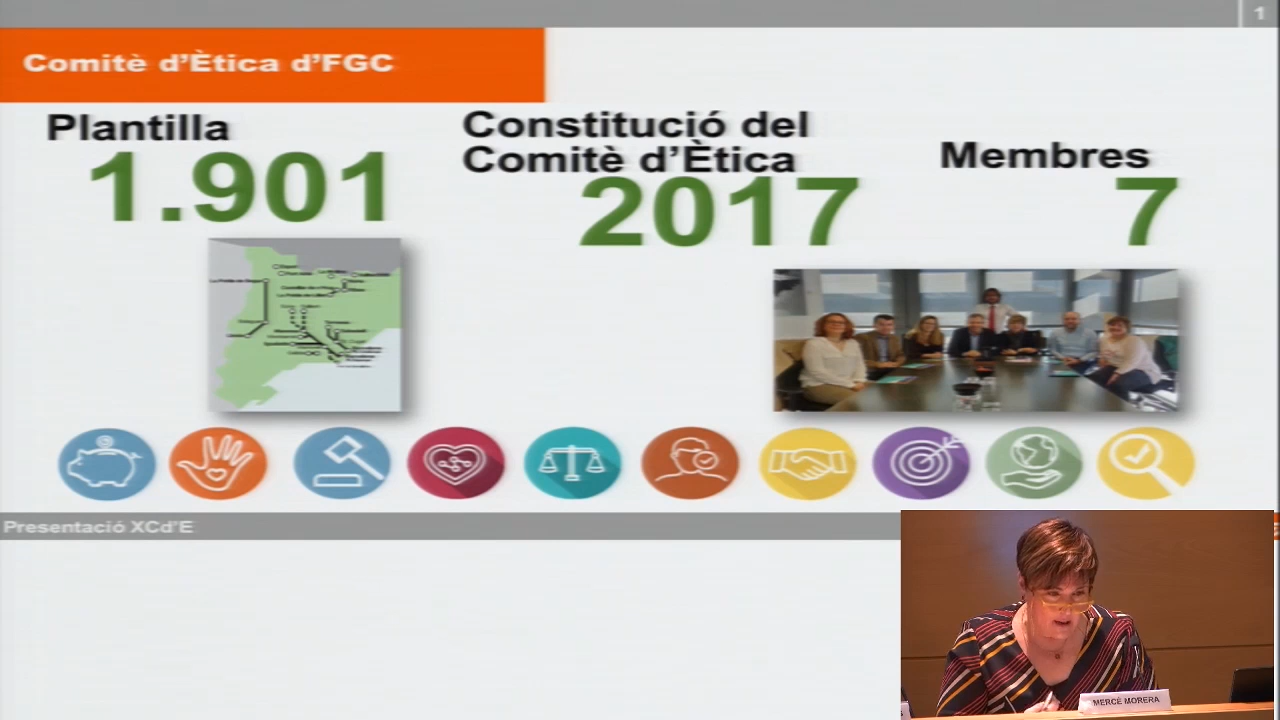 1
Comitè d'Ètica d'FGC
Plantilla
1.901
Constitució del
Comitè d'Ètica
2017
Membres
7
Presentació XCd'E
MERCÈ MORERA